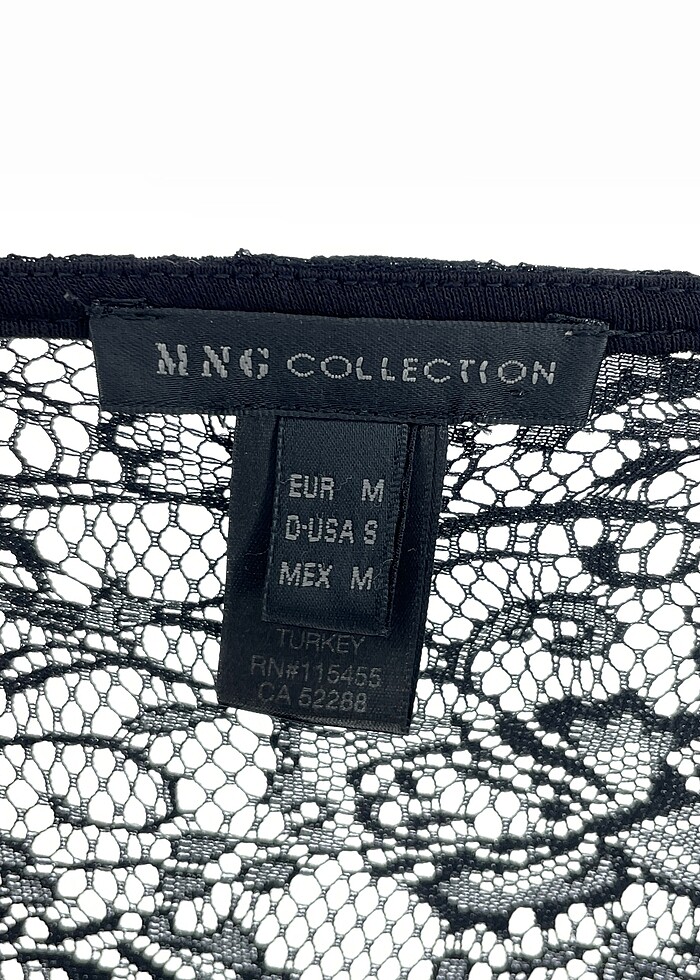 MNG COLLECTION
EUR M
D·USA S
MEX M
TURKEY
RN#115455
CA 52288